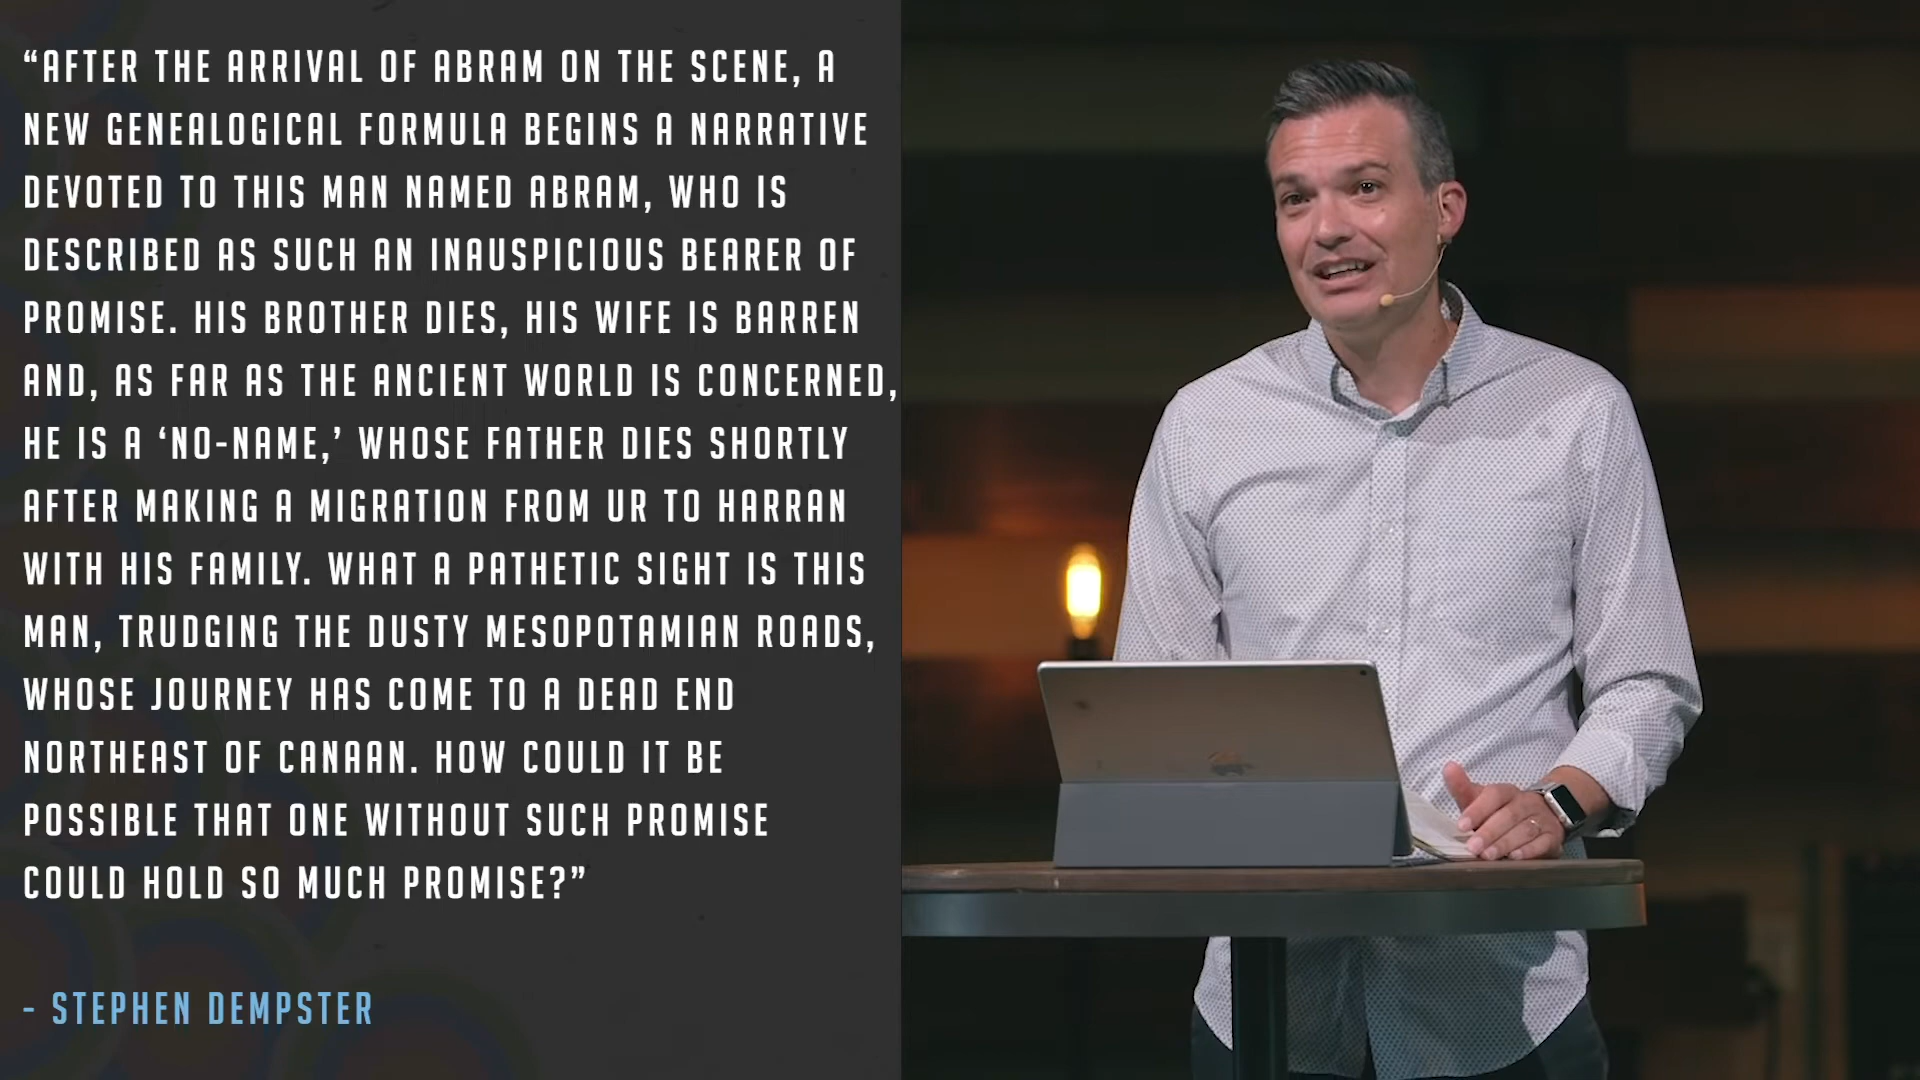 “AFTER THE ARRIVAL OF ABRAM ON THE SCENE, A
NEW GENEALOGICAL FORMULA BEGINS A NARRATIVE
DEVOTED TO THIS MAN NAMED ABRAM, WHO IS
DESCRIBED AS SUCH AN INAUSPICIOUS BEARER OF
PROMISE. HIS BROTHER DIES, HIS WIFE IS BARREN
AND, AS FAR AS THE ANCIENT WORLD IS CONCERNED,
HE IS A ‘NO-NAME,’ WHOSE FATHER DIES SHORTLY
AFTER MAKING A MIGRATION FROM UR TO HARRAN
WITH HIS FAMILY. WHAT A PATHETIC SIGHT IS THIS
MAN, TRUDGING THE DUSTY MESOPOTAMIAN ROADS,
WHOSE JOURNEY HAS COME TO A DEAD END
NORTHEAST OF CANAAN. HOW COULD IT BE
POSSIBLE THAT ONE WITHOUT SUCH PROMISE
COULD HOLD SO MUCH PROMISE?”
- STEPHEN DEMPSTER